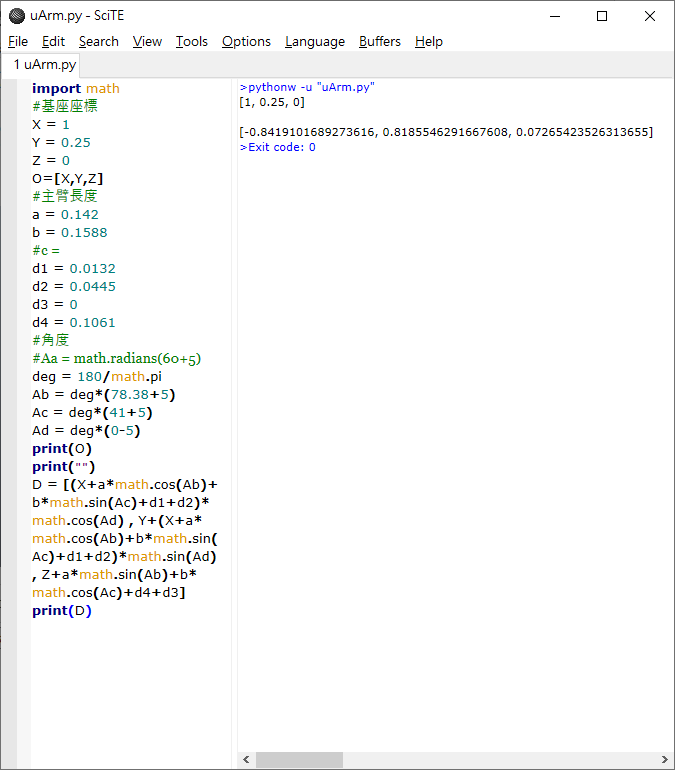 uArm.py - SciTE
File Edit Search View Tools Options Language Buffers Help
1 uArm.py
import math
#基座座標
X = 1
Y = 0.25
Z = 0
O=[X,Y,Z]
#主臂長度
a = 0.142
b = 0.1588
#c =
d1 = 0.0132
d2 = 0.0445
d3 = 0
d4 = 0.1061
#角度
#Aa = math.radians(60+5)
deg = 180/math.pi
Ab = deg*(78.38+5)
Ac = deg*(41+5)
Ad = deg*(0-5)
print(O)
print("")
D = [(X+a*math.cos(Ab)+
b*math.sin(Ac)+d1+d2)*
math.cos(Ad) , Y+(X+a*
math.cos(Ab)+b*math.sin(
Ac)+d1+d2)*math.sin(Ad)
, Z+a*math.sin(Ab)+b*
math.cos(Ac)+d4+d3]
print(D)
>pythonw -u "uArm.py"
[1, 0.25, 0]
[-0.8419101689273616, 0.8185546291667608, 0.07265423526313655]
>Exit code: 0